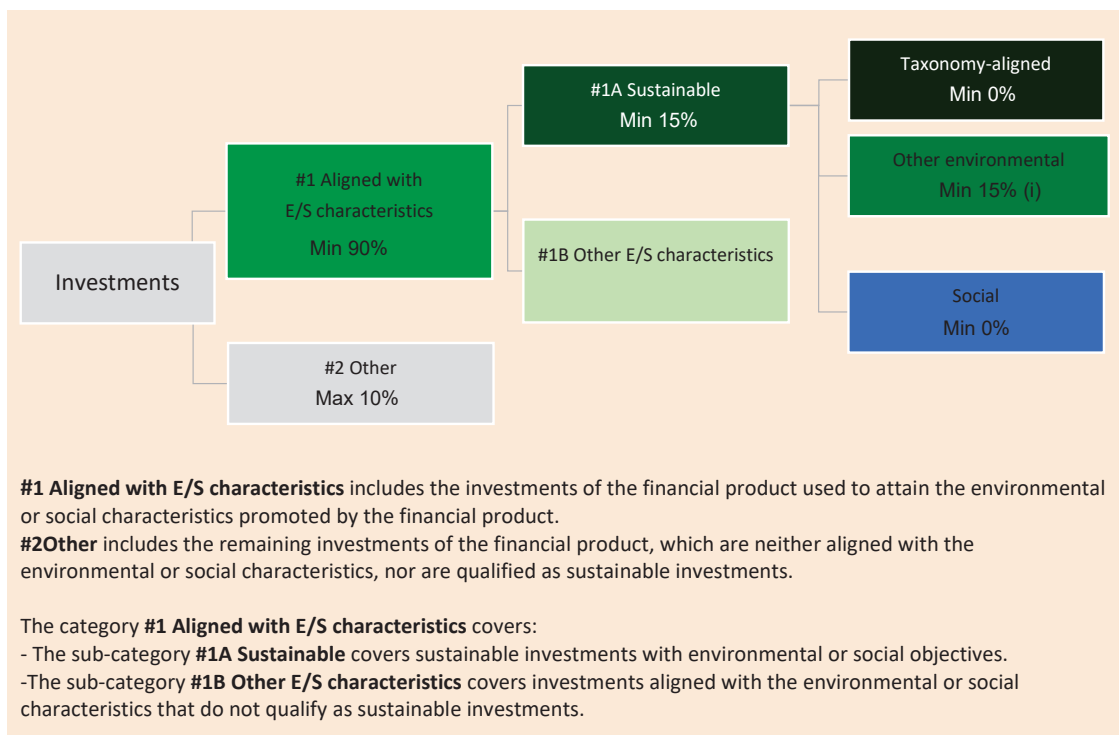 Investments
#1 Aligned with
E/S characteristics
Min 90%
#2 Other
Max 10%
#1A Sustainable
Min 15%
#1B Other E/S characteristics
Taxonomy-aligned
Min 0%
Other environmental
Min 15% (i)
Social
Min 0%
#1 Aligned with E/S characteristics includes the investments of the financial product used to attain the environmental
or social characteristics promoted by the financial product.
#2Other includes the remaining investments of the financial product, which are neither aligned with the
environmental or social characteristics, nor are qualified as sustainable investments.
The category #1 Aligned with E/S characteristics covers:
- The sub-category #1A Sustainable covers sustainable investments with environmental or social objectives.
-The sub-category #1B Other E/S characteristics covers investments aligned with the environmental or social
characteristics that do not qualify as sustainable investments.